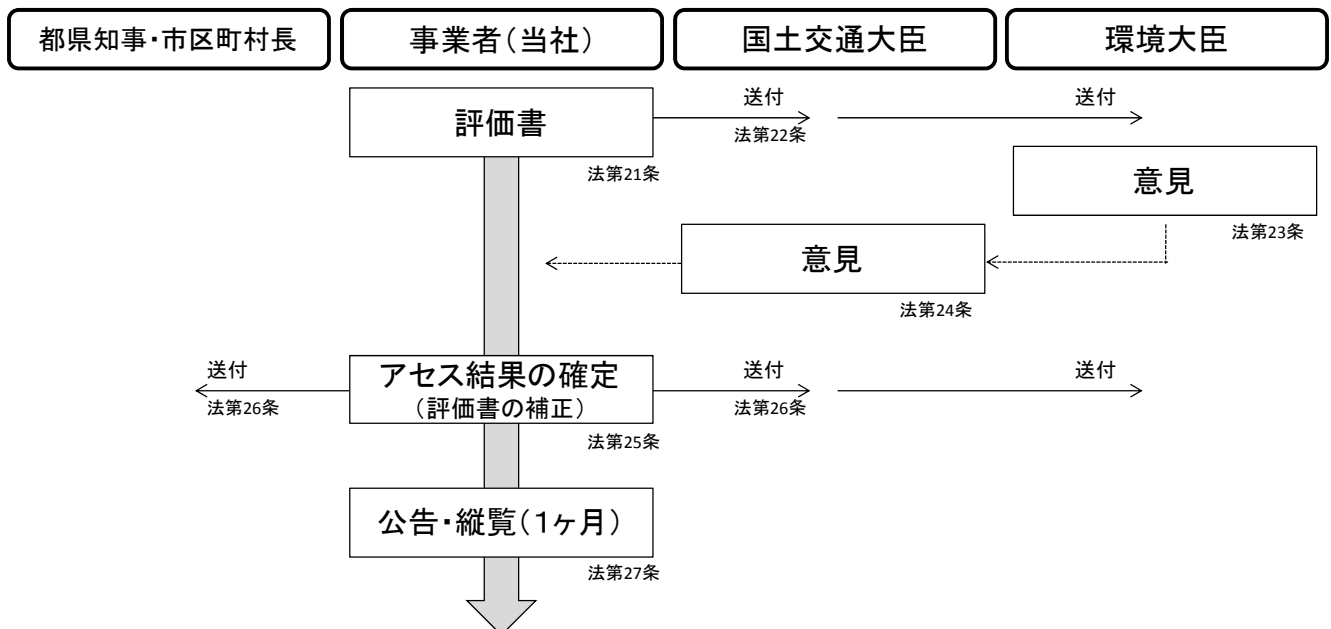 都県知事・市区町村長
事業者(当社)
国土交通大臣
環境大臣
評価書
法第21条
送付
法第22条
送付
意見
法第23条
意見
法第24条
送付
法第26条
アセス結果の確定
(評価書の補正)
法第25条
送付
法第26条
送付
公告・縦覧(1ヶ月)
法第27条